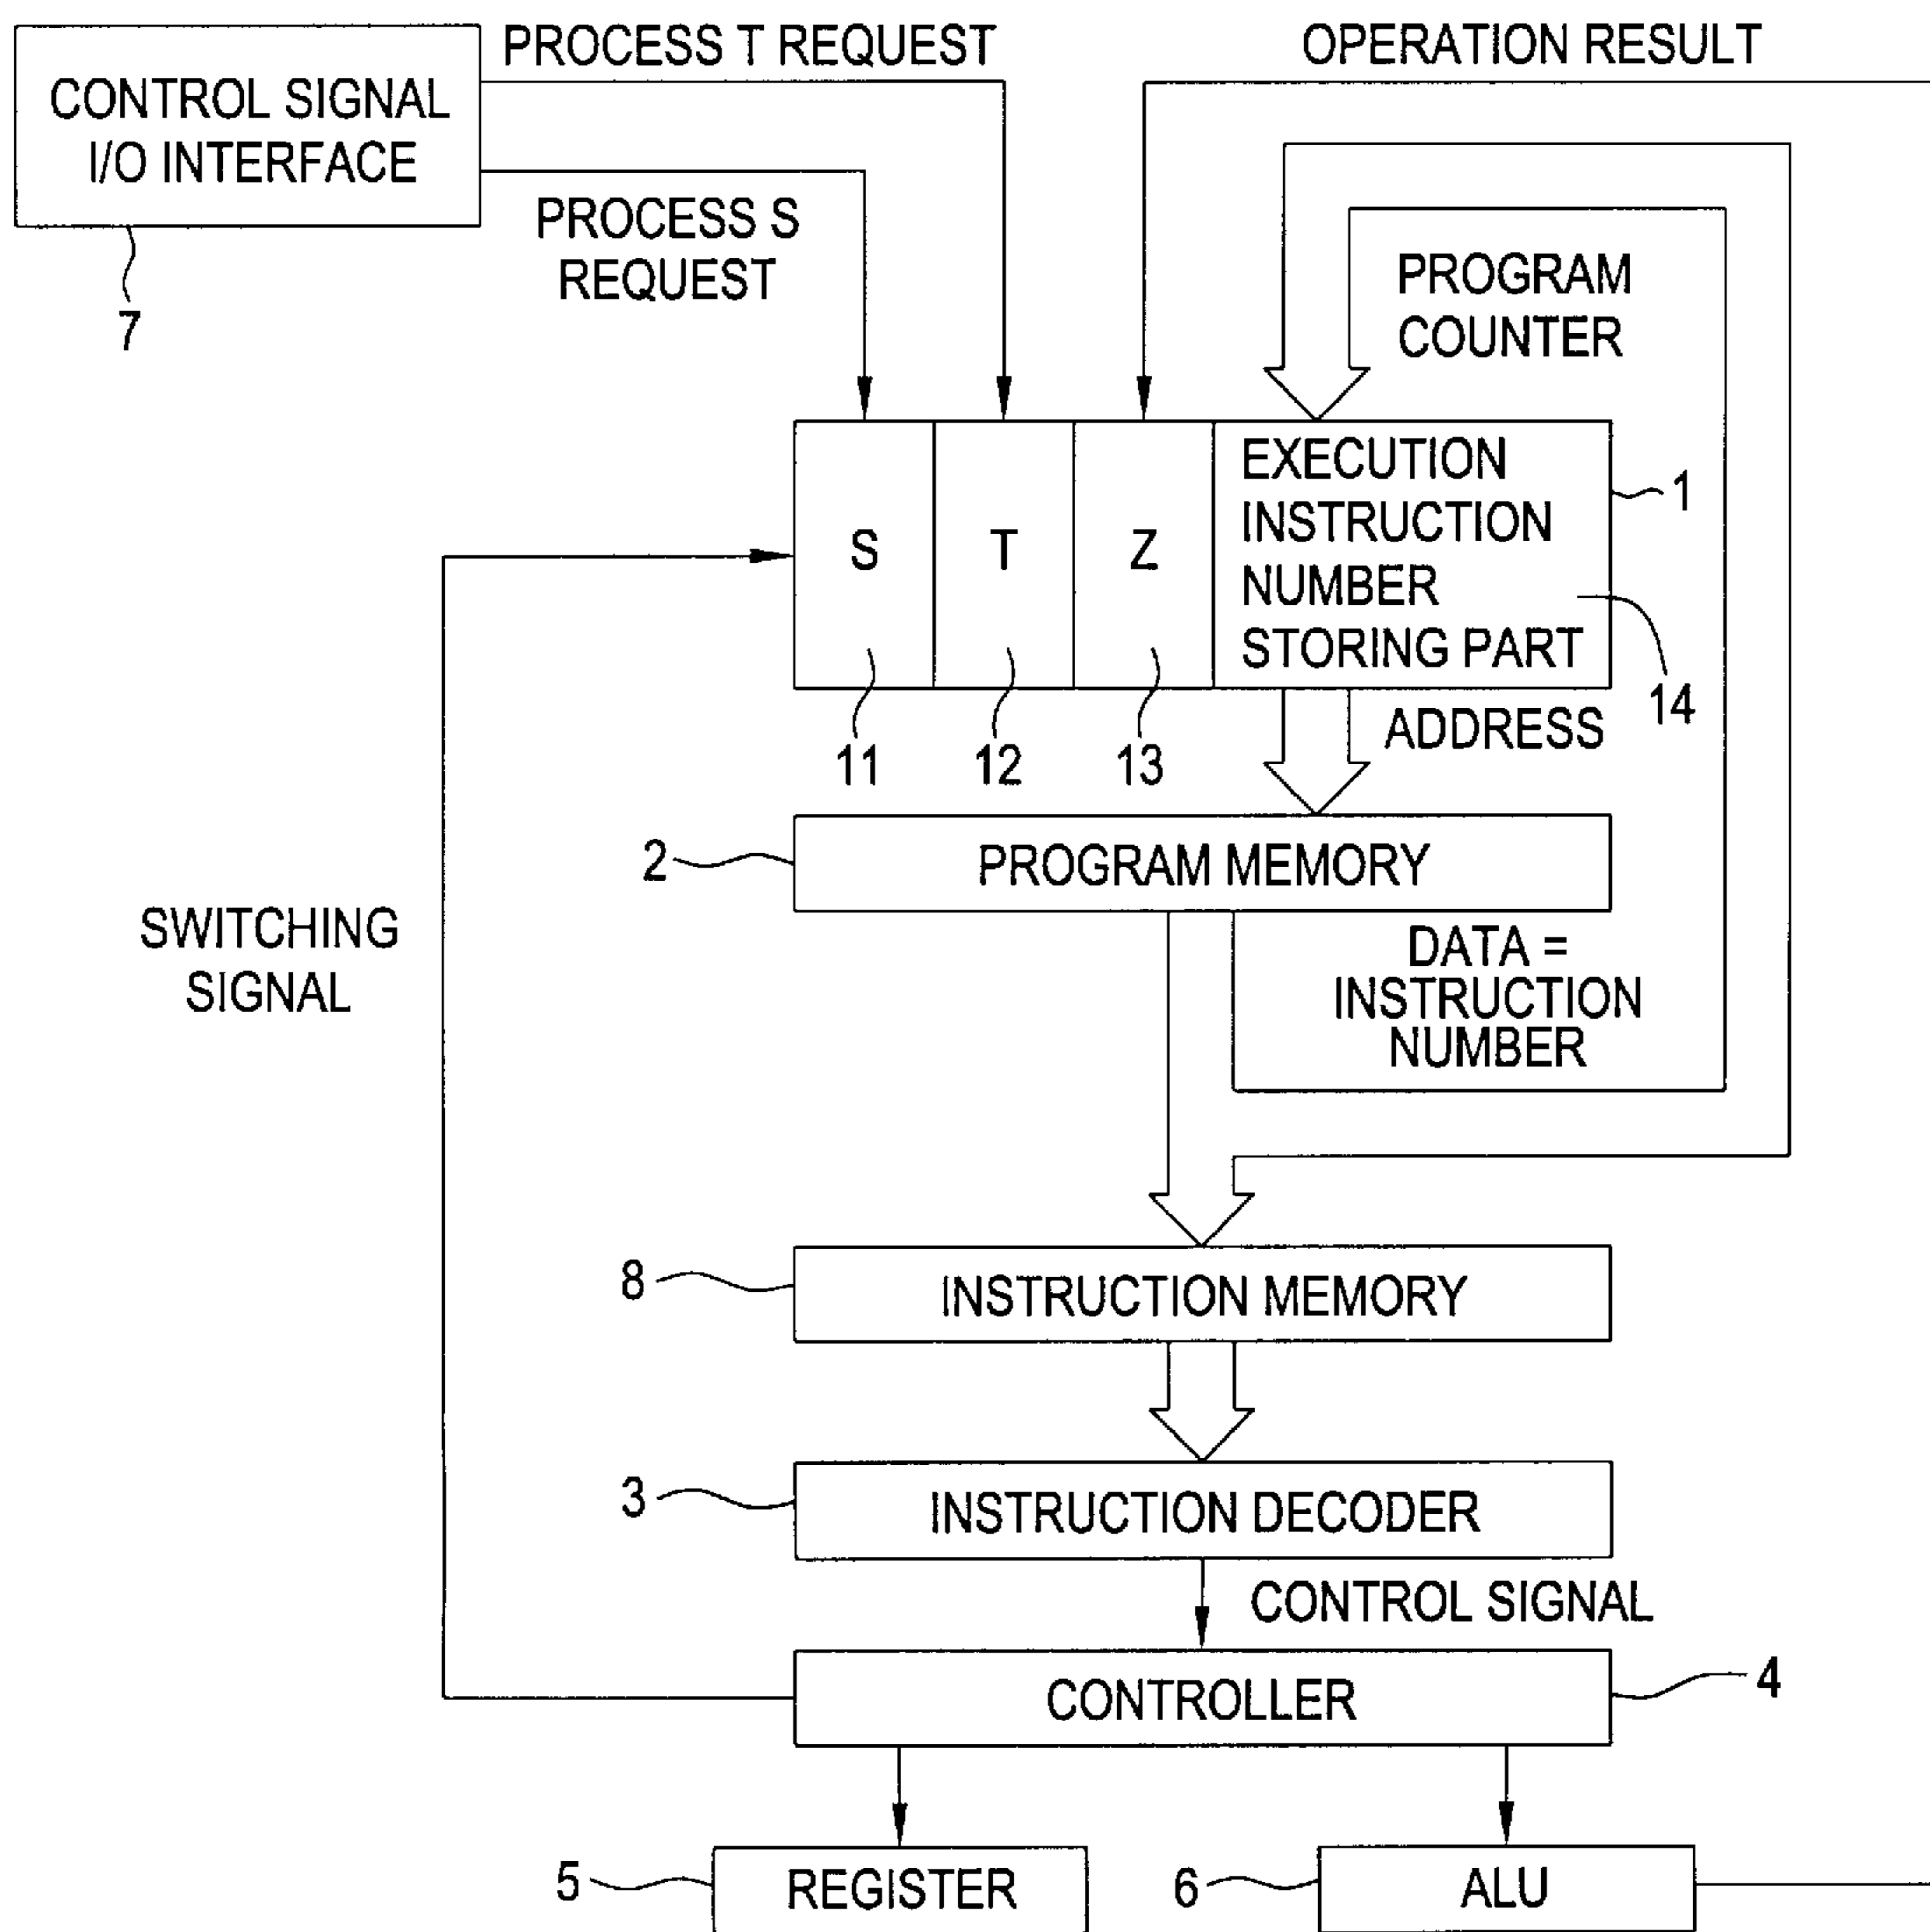 PROCESS T REQUEST
OPERATION RESULT
CONTROL SIGNAL
I/O INTERFACE
7
PROCESS S
REQUEST
PROGRAM
COUNTER
S
T
Z
EXECUTION
INSTRUCTION
NUMBER
STORING PART
1
11
12
13
14
ADDRESS
2
PROGRAM MEMORY
SWITCHING
SIGNAL
DATA =
INSTRUCTION
NUMBER
8
INSTRUCTION MEMORY
3
INSTRUCTION DECODER
CONTROL SIGNAL
CONTROLLER
4
5
REGISTER
6
ALU